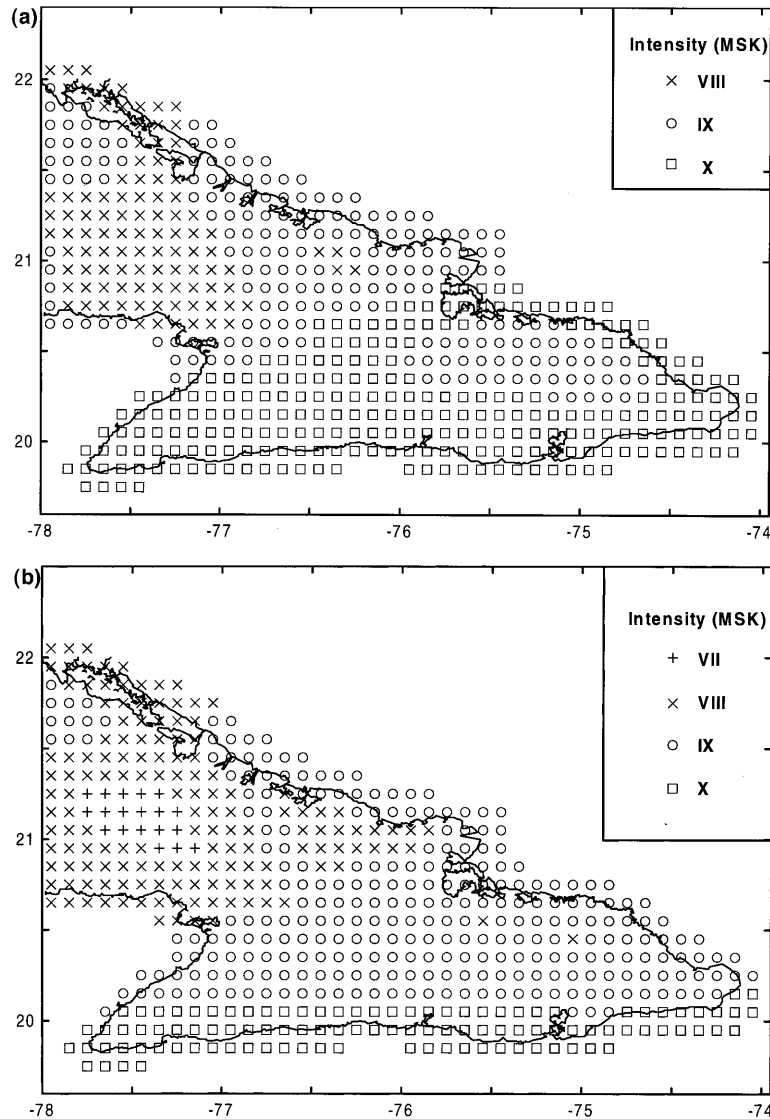 (a)
Intensity (MSK)
VIII
IX
X
22
21
20
-78
-77
-76
-75
-74
(b)
Intensity (MSK)
VII
VIII
IX
X
22
21
20
-78
-77
-76
-75
-74